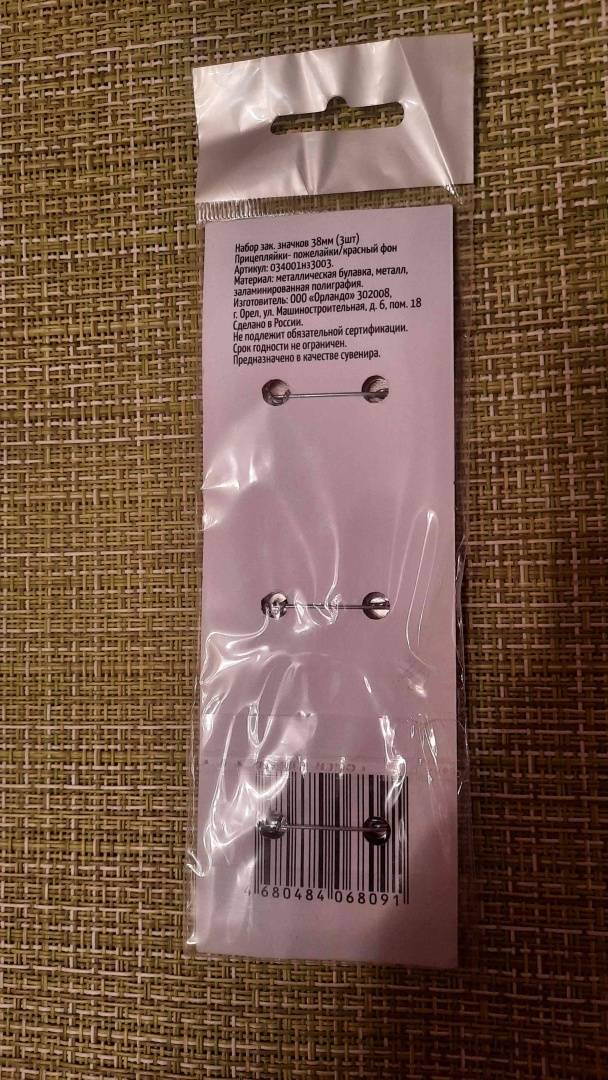 Набор зак. значков 38мм (3шт)
Прицепляйки- пожелайки/красный фон
Артикул: 034001нз3003.
Материал: металлическая булавка, металл,
заламинированная полиграфия.
Изготовитель: ООО «Орландо» 302008,
г. Орел, ул. Машиностроительная, д. 6, пом. 18
Сделано в России.
Не подлежит обязательной сертификации.
Срок годности не ограничен.
Предназначено в качестве сувенира.
4 680484 068091